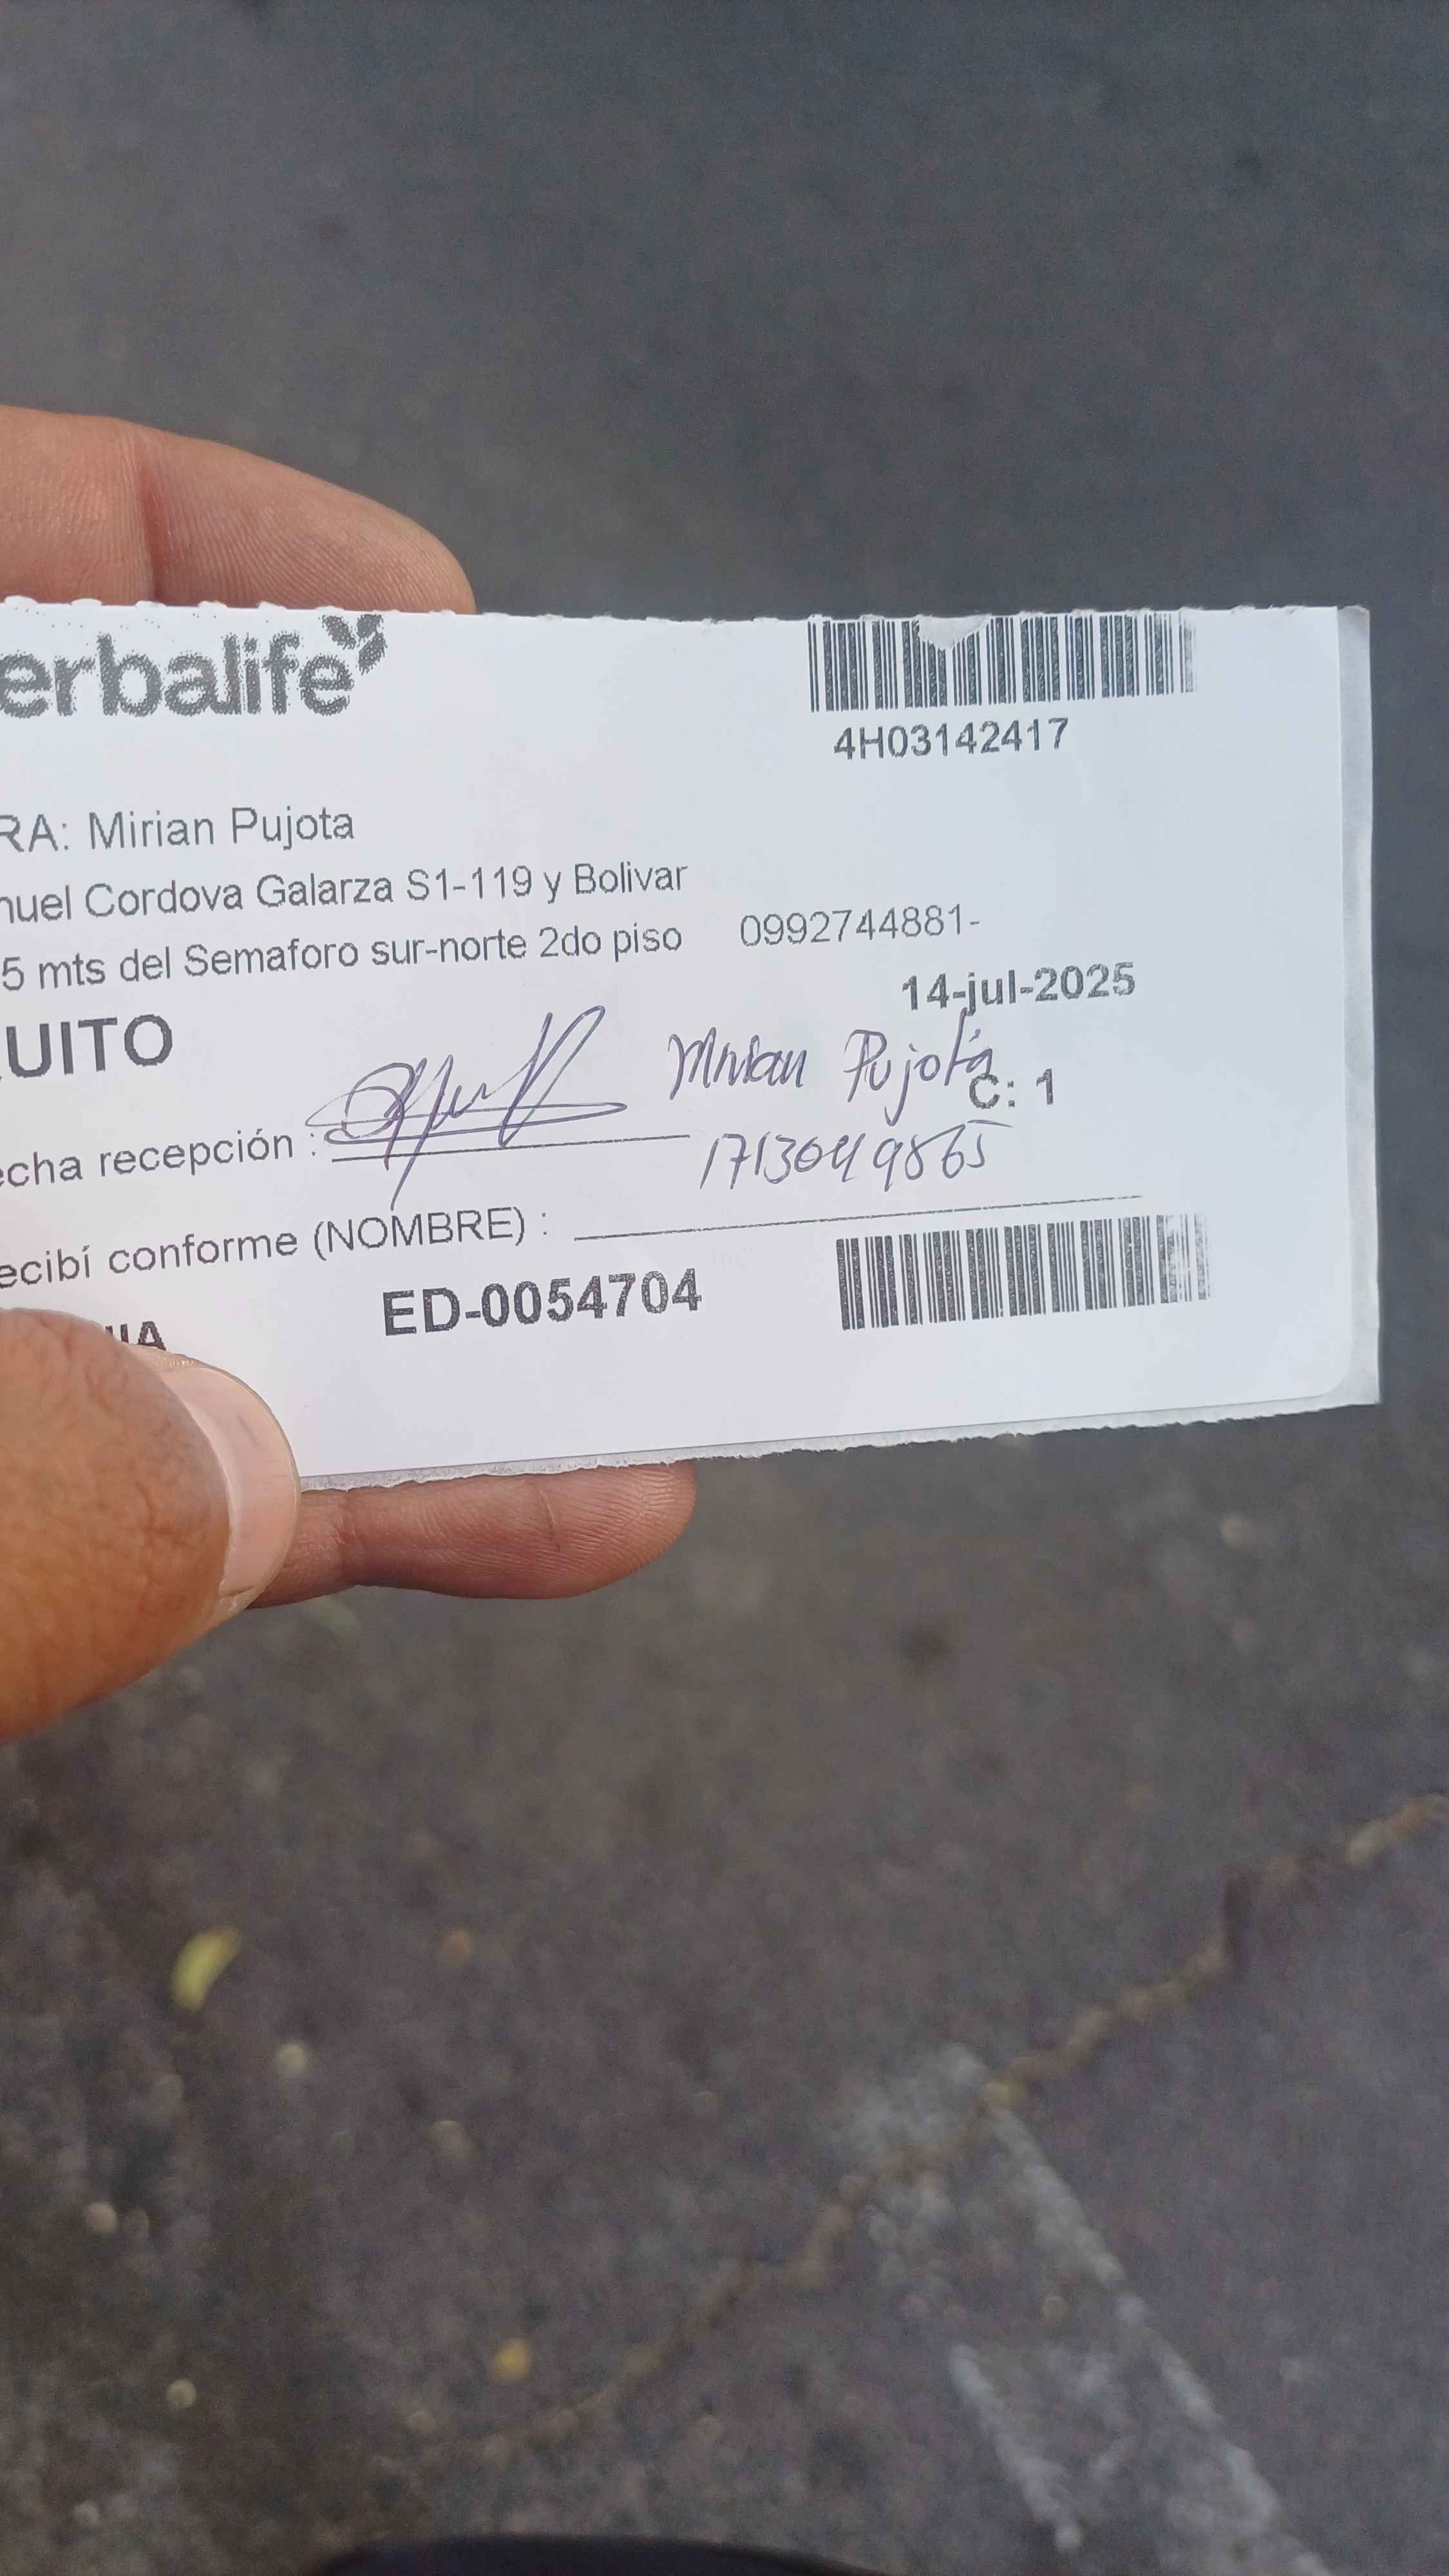 erbalife
4H03142417
RA: Mirian Pujota
nuel Cordova Galarza S1-119 y Bolivar
5 mts del Semaforo sur-norte 2do piso 0992744881-
14-jul-2025
UITO
Mirian Pujota
C: 1
echa recepción :
1713049865
ecibí conforme (NOMBRE) :
ED-0054704